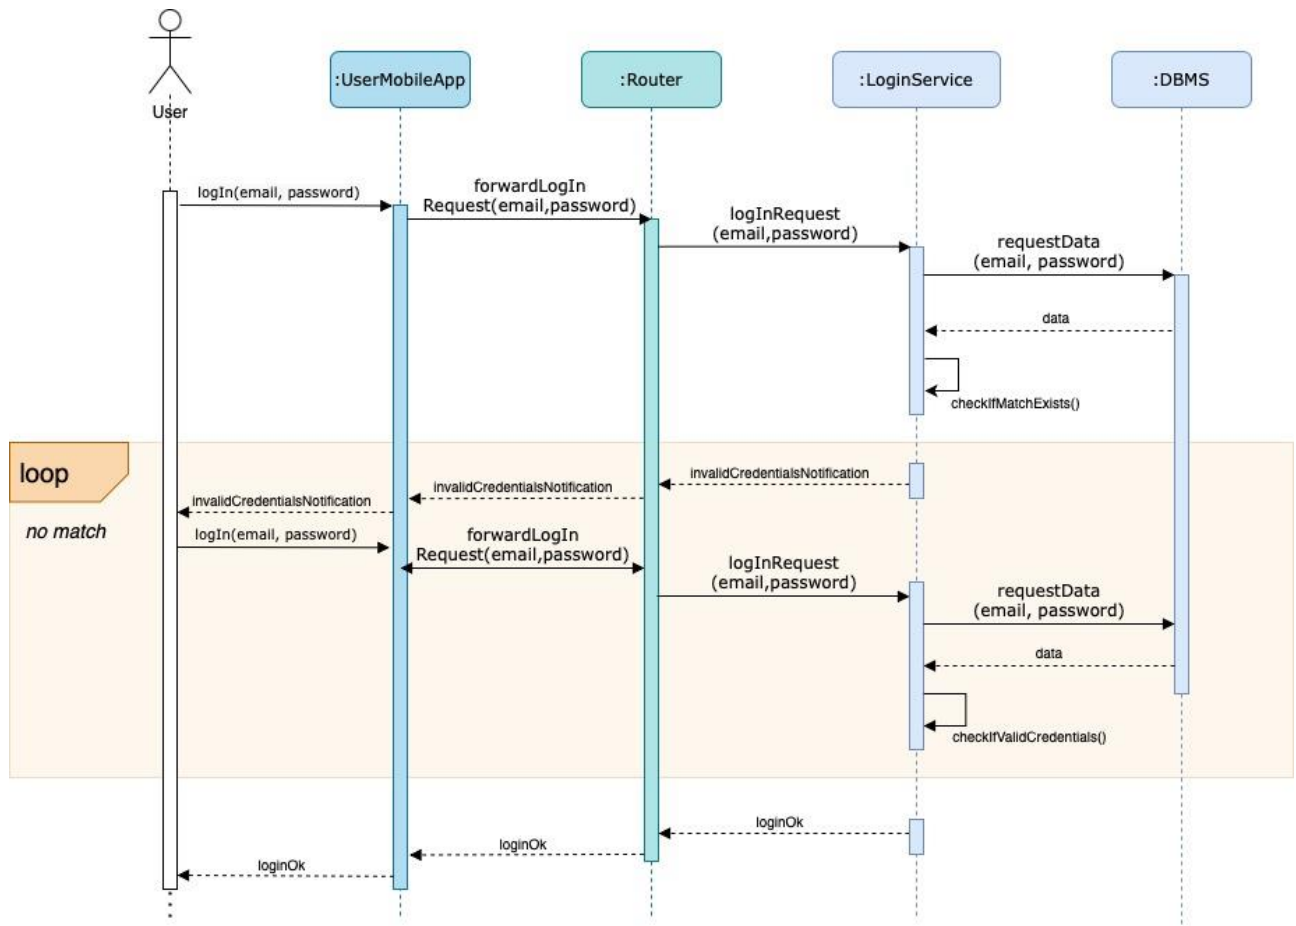 User
:UserMobileApp
:Router
:LoginService
:DBMS
logIn(email, password)
forwardLogIn
Request(email,password)
logInRequest
(email,password)
requestData
(email, password)
data
checkIfMatchExists()
loop
no match
invalidCredentialsNotification
invalidCredentialsNotification
invalidCredentialsNotification
logIn(email, password)
forwardLogIn
Request(email,password)
logInRequest
(email,password)
requestData
(email, password)
data
checkIfValidCredentials()
loginOk
loginOk
loginOk